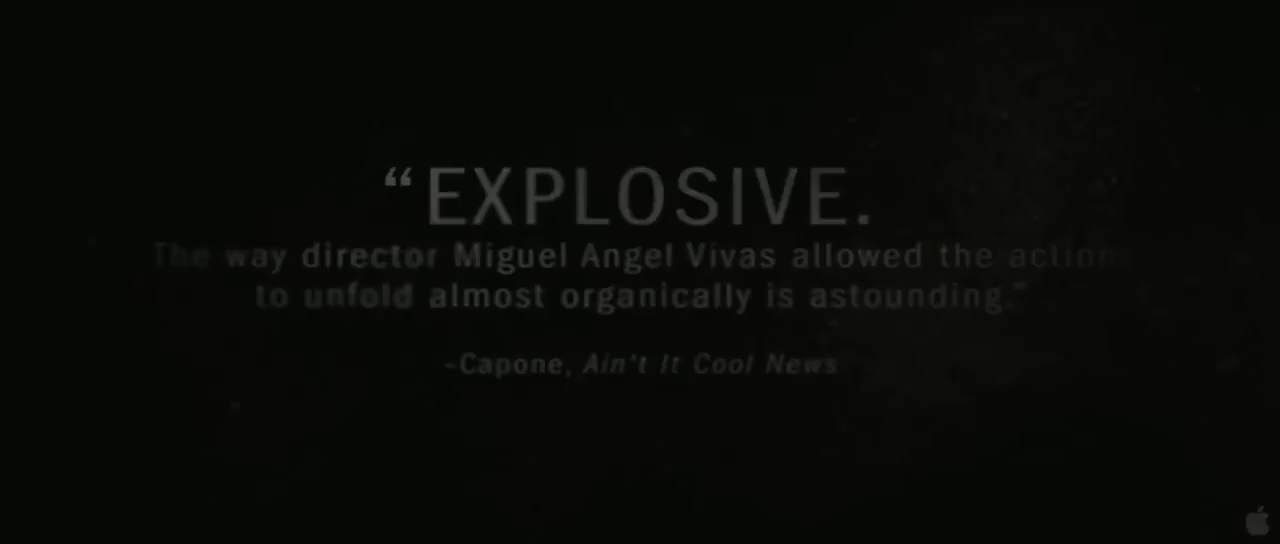 “EXPLOSIVE.
The way director Miguel Angel Vivas allowed the action
to unfold almost organically is astounding.”
-Capone, Ain't It Cool News